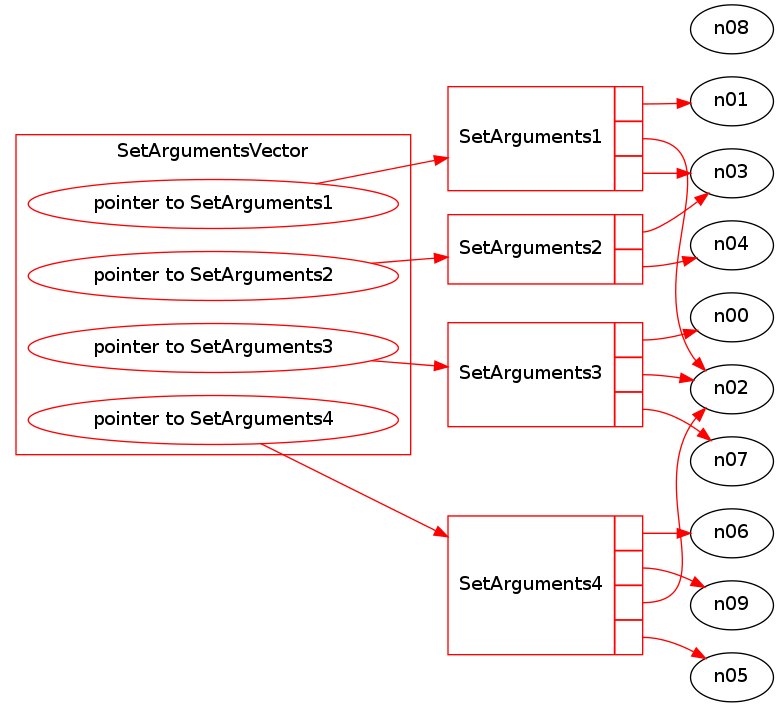 n08
n01
SetArguments1
SetArgumentsVector
n03
pointer to SetArguments1
n04
SetArguments2
pointer to SetArguments2
n00
pointer to SetArguments3
SetArguments3
n02
pointer to SetArguments4
n07
n06
SetArguments4
n09
n05